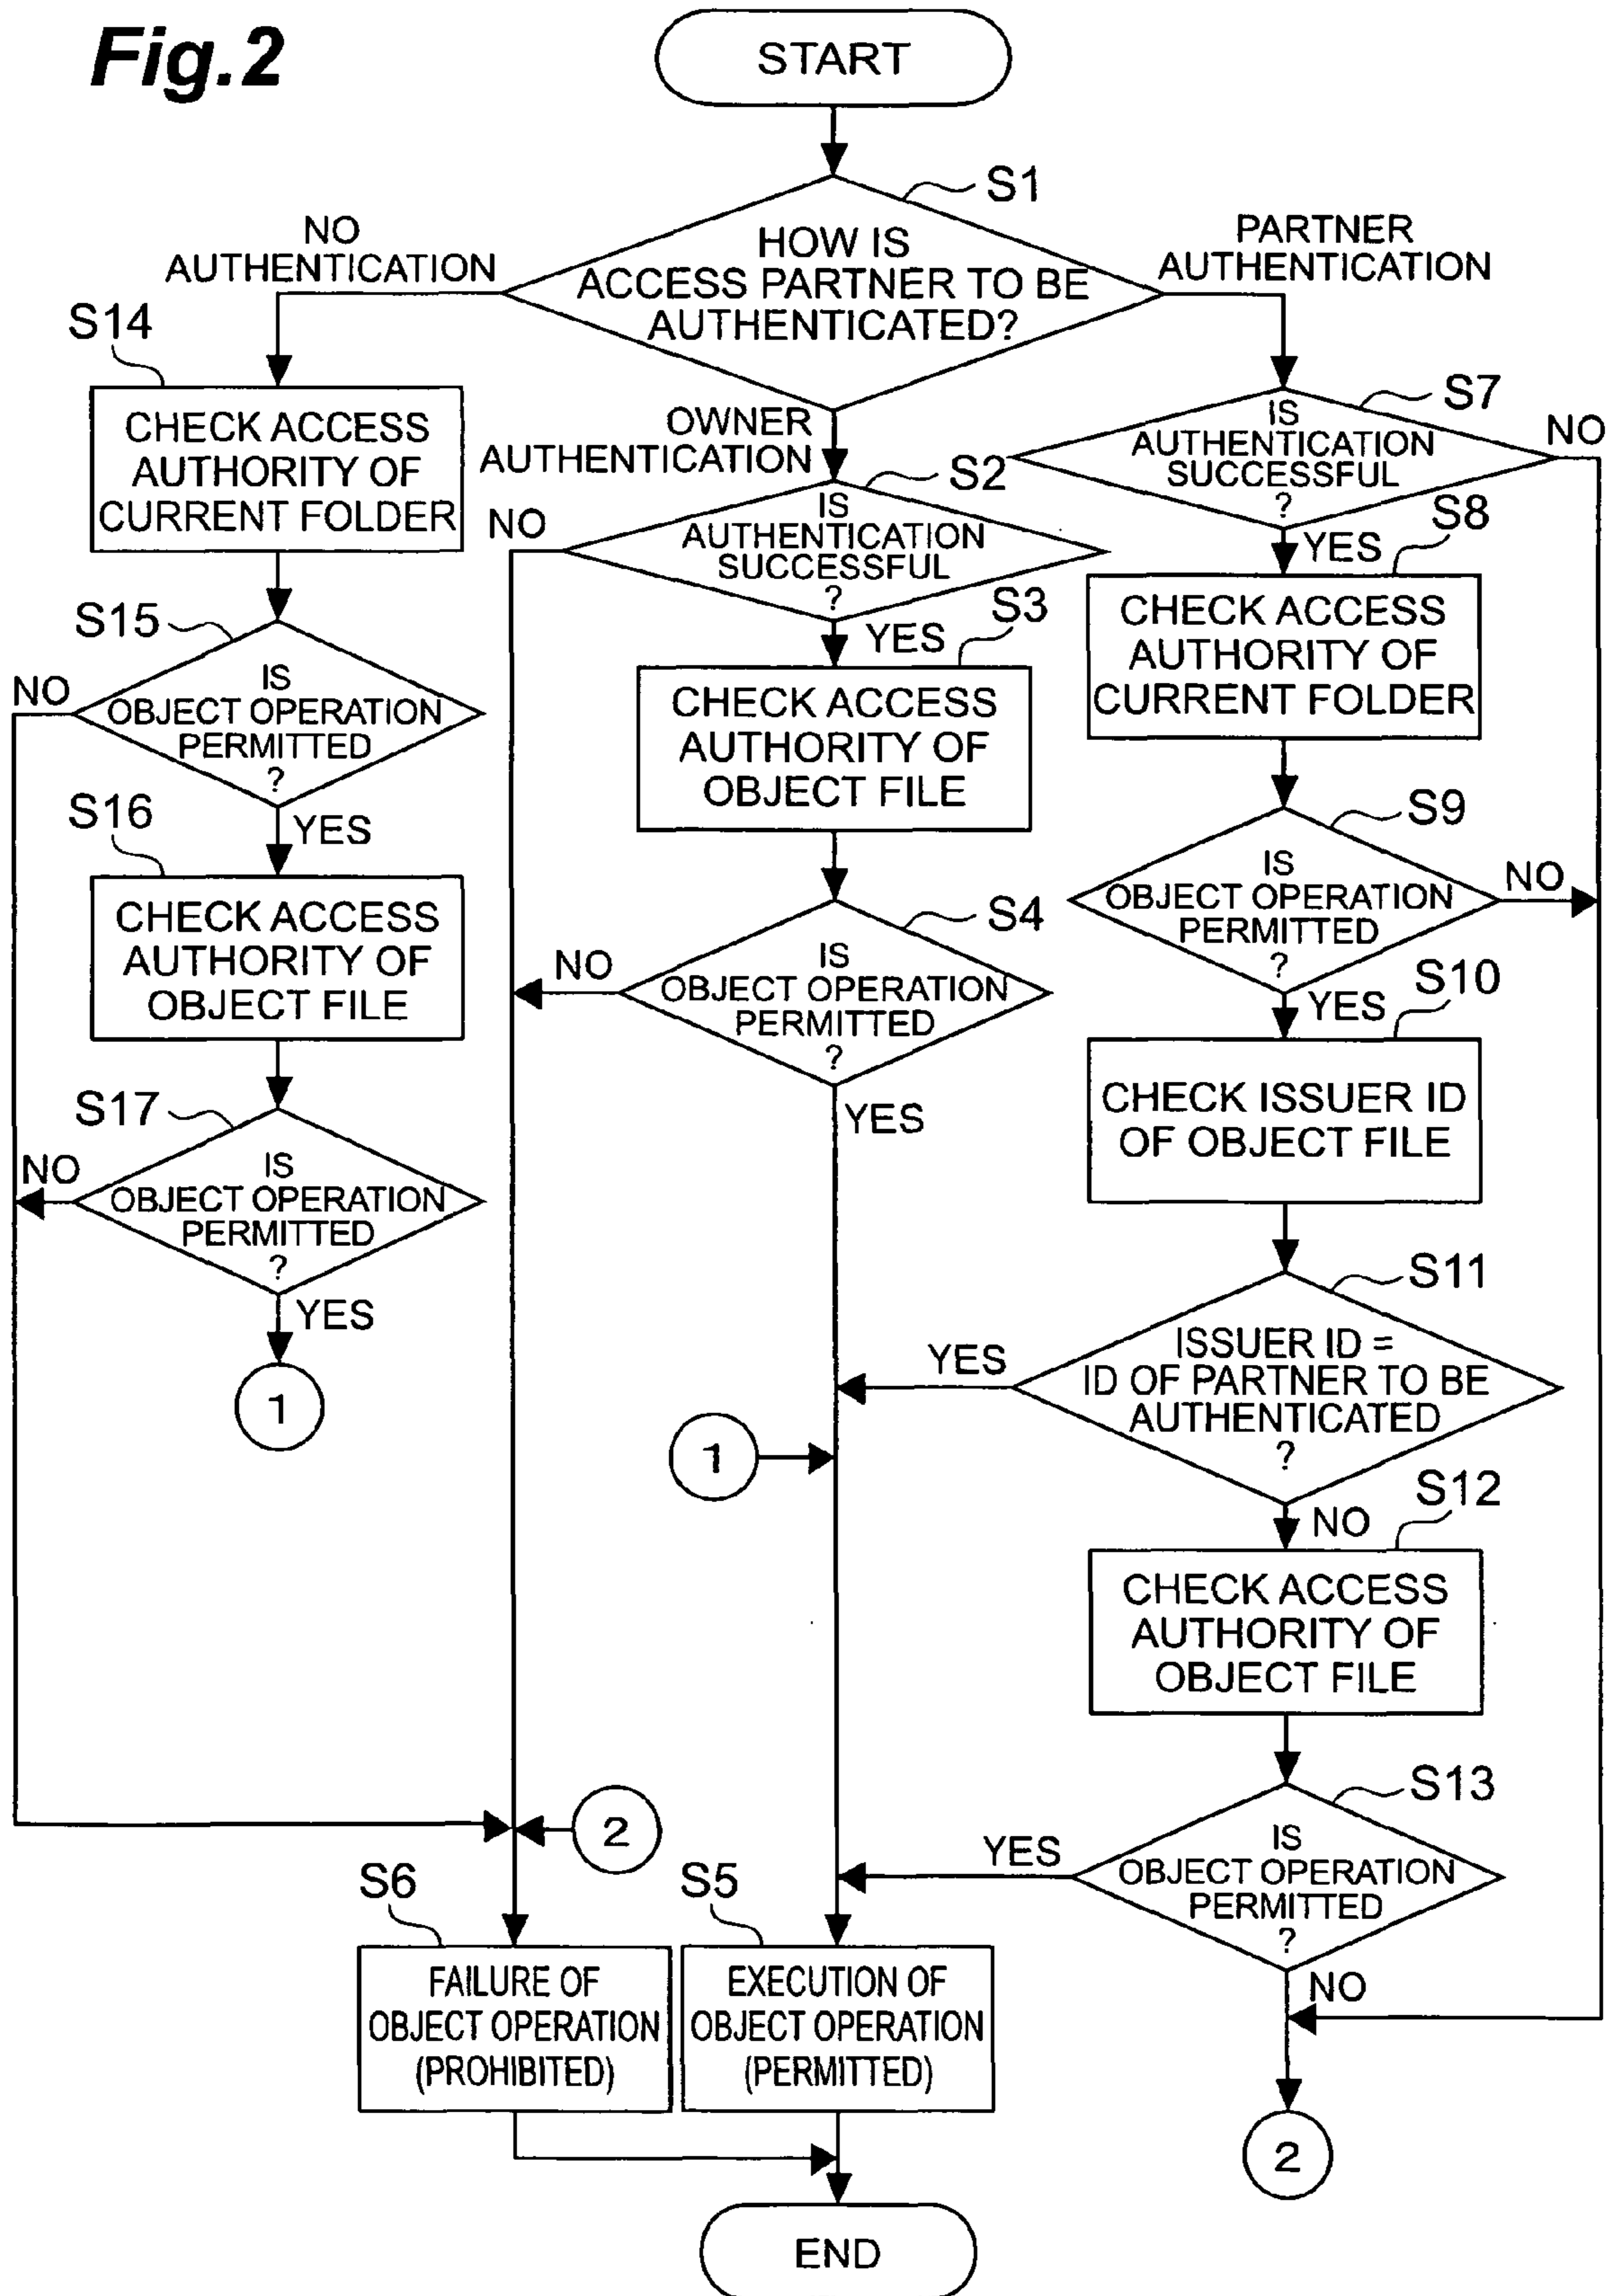 Fig.2
START
S1
HOW IS
ACCESS PARTNER TO BE
AUTHENTICATED?
NO
AUTHENTICATION
PARTNER
AUTHENTICATION
OWNER
AUTHENTICATION
S14
CHECK ACCESS
AUTHORITY OF
CURRENT FOLDER
S15
IS
OBJECT OPERATION
PERMITTED
?
NO
YES
S16
CHECK ACCESS
AUTHORITY OF
OBJECT FILE
S17
IS
OBJECT OPERATION
PERMITTED
?
NO
YES
1
S2
IS
AUTHENTICATION
SUCCESSFUL
?
NO
YES
S3
CHECK ACCESS
AUTHORITY OF
OBJECT FILE
S4
IS
OBJECT OPERATION
PERMITTED
?
NO
YES
1
2
S6
FAILURE OF
OBJECT OPERATION
(PROHIBITED)
S5
EXECUTION OF
OBJECT OPERATION
(PERMITTED)
END
S7
IS
AUTHENTICATION
SUCCESSFUL
?
NO
YES
S8
CHECK ACCESS
AUTHORITY OF
CURRENT FOLDER
S9
IS
OBJECT OPERATION
PERMITTED
?
NO
YES
S10
CHECK ISSUER ID
OF OBJECT FILE
S11
ISSUER ID =
ID OF PARTNER TO BE
AUTHENTICATED
?
YES
NO
S12
CHECK ACCESS
AUTHORITY OF
OBJECT FILE
S13
IS
OBJECT OPERATION
PERMITTED
?
YES
NO
2